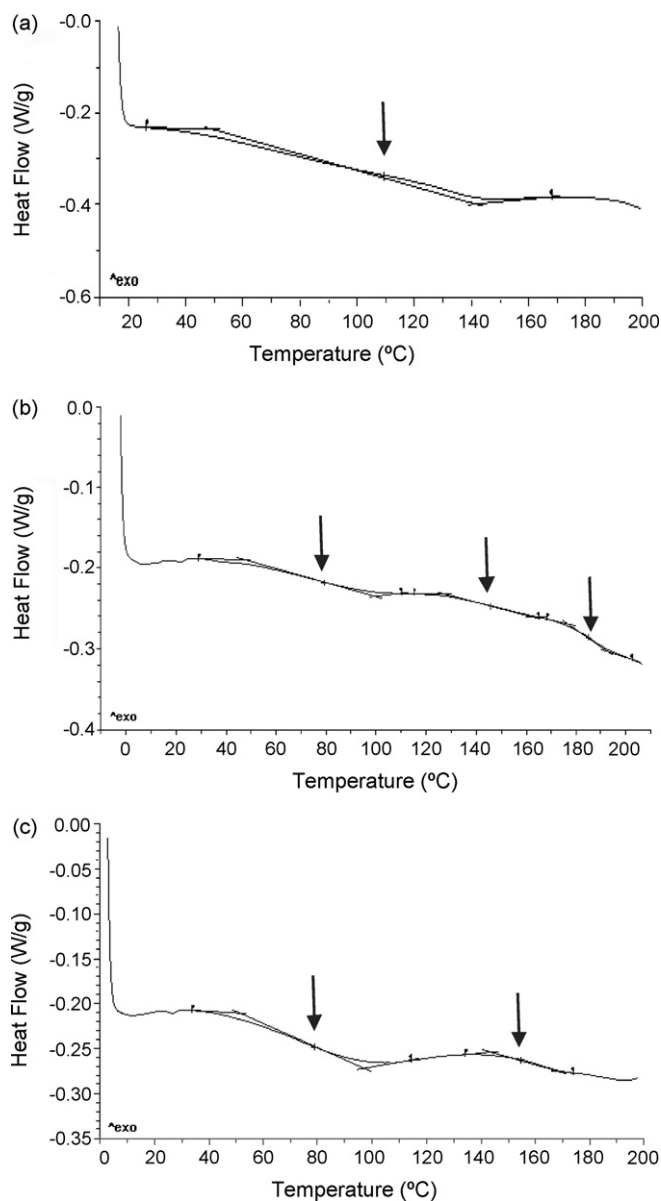 (a)
-0.0
-0.2
-0.4
-0.6
Heat Flow (W/g)
^exo
20 40 60 80 100 120 140 160 180 200
Temperature (ºC)
(b)
0.0
-0.1
-0.2
-0.3
-0.4
Heat Flow (W/g)
^exo
0 20 40 60 80 100 120 140 160 180 200
Temperature (ºC)
(c)
0.00
-0.05
-0.10
-0.15
-0.20
-0.25
-0.30
-0.35
Heat Flow (W/g)
^exo
0 20 40 60 80 100 120 140 160 180 200
Temperature (ºC)